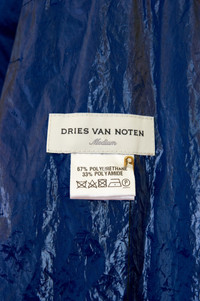 DRIES VAN NOTEN
Medium
67% POLYURETHANE
33% POLYAMIDE